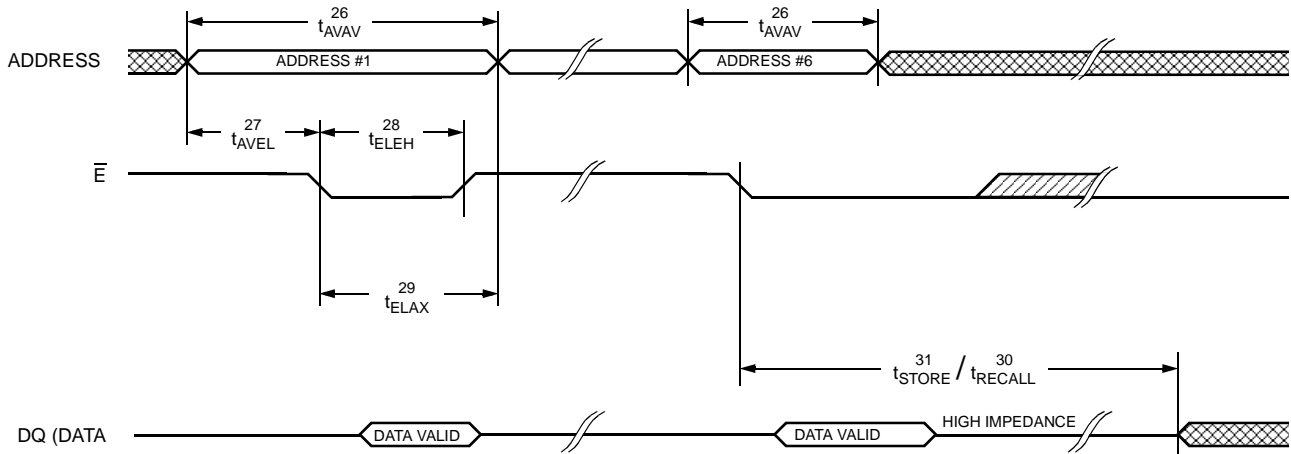 26
tAVAV
26
tAVAV
ADDRESS
ADDRESS #1
ADDRESS #6
27
tAVEL
28
tELEH
E
29
tELAX
31
tSTORE
/
30
tRECALL
DQ (DATA
DATA VALID
DATA VALID
HIGH IMPEDANCE